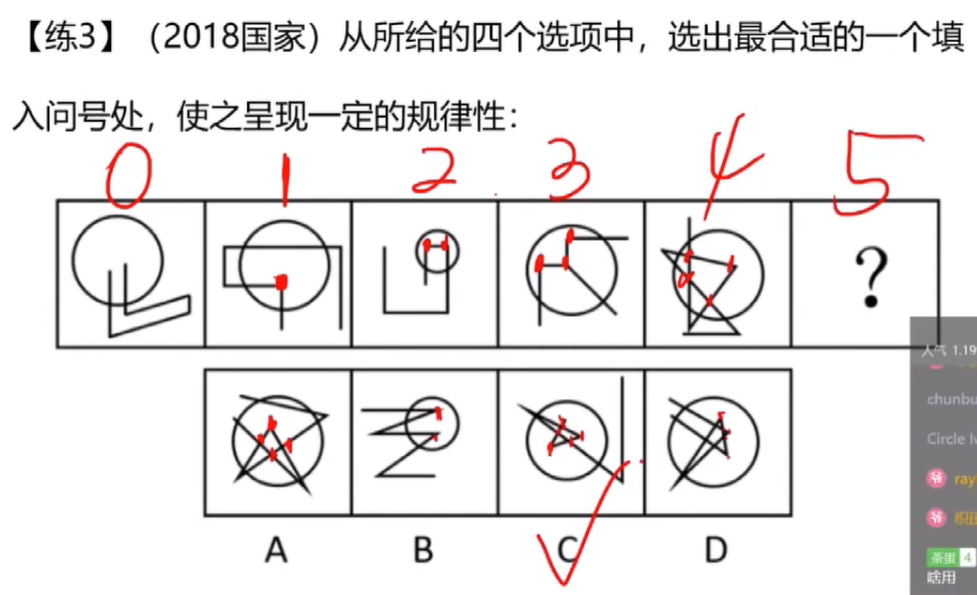 【练3】（2018国家）从所给的四个选项中，选出最合适的一个填
入问号处，使之呈现一定的规律性：
0 1 2 3 4 5
?
人气 1.19
chunbu
Circle lv
爷 ray
爷
茶蛋 4
啥用
A B C D